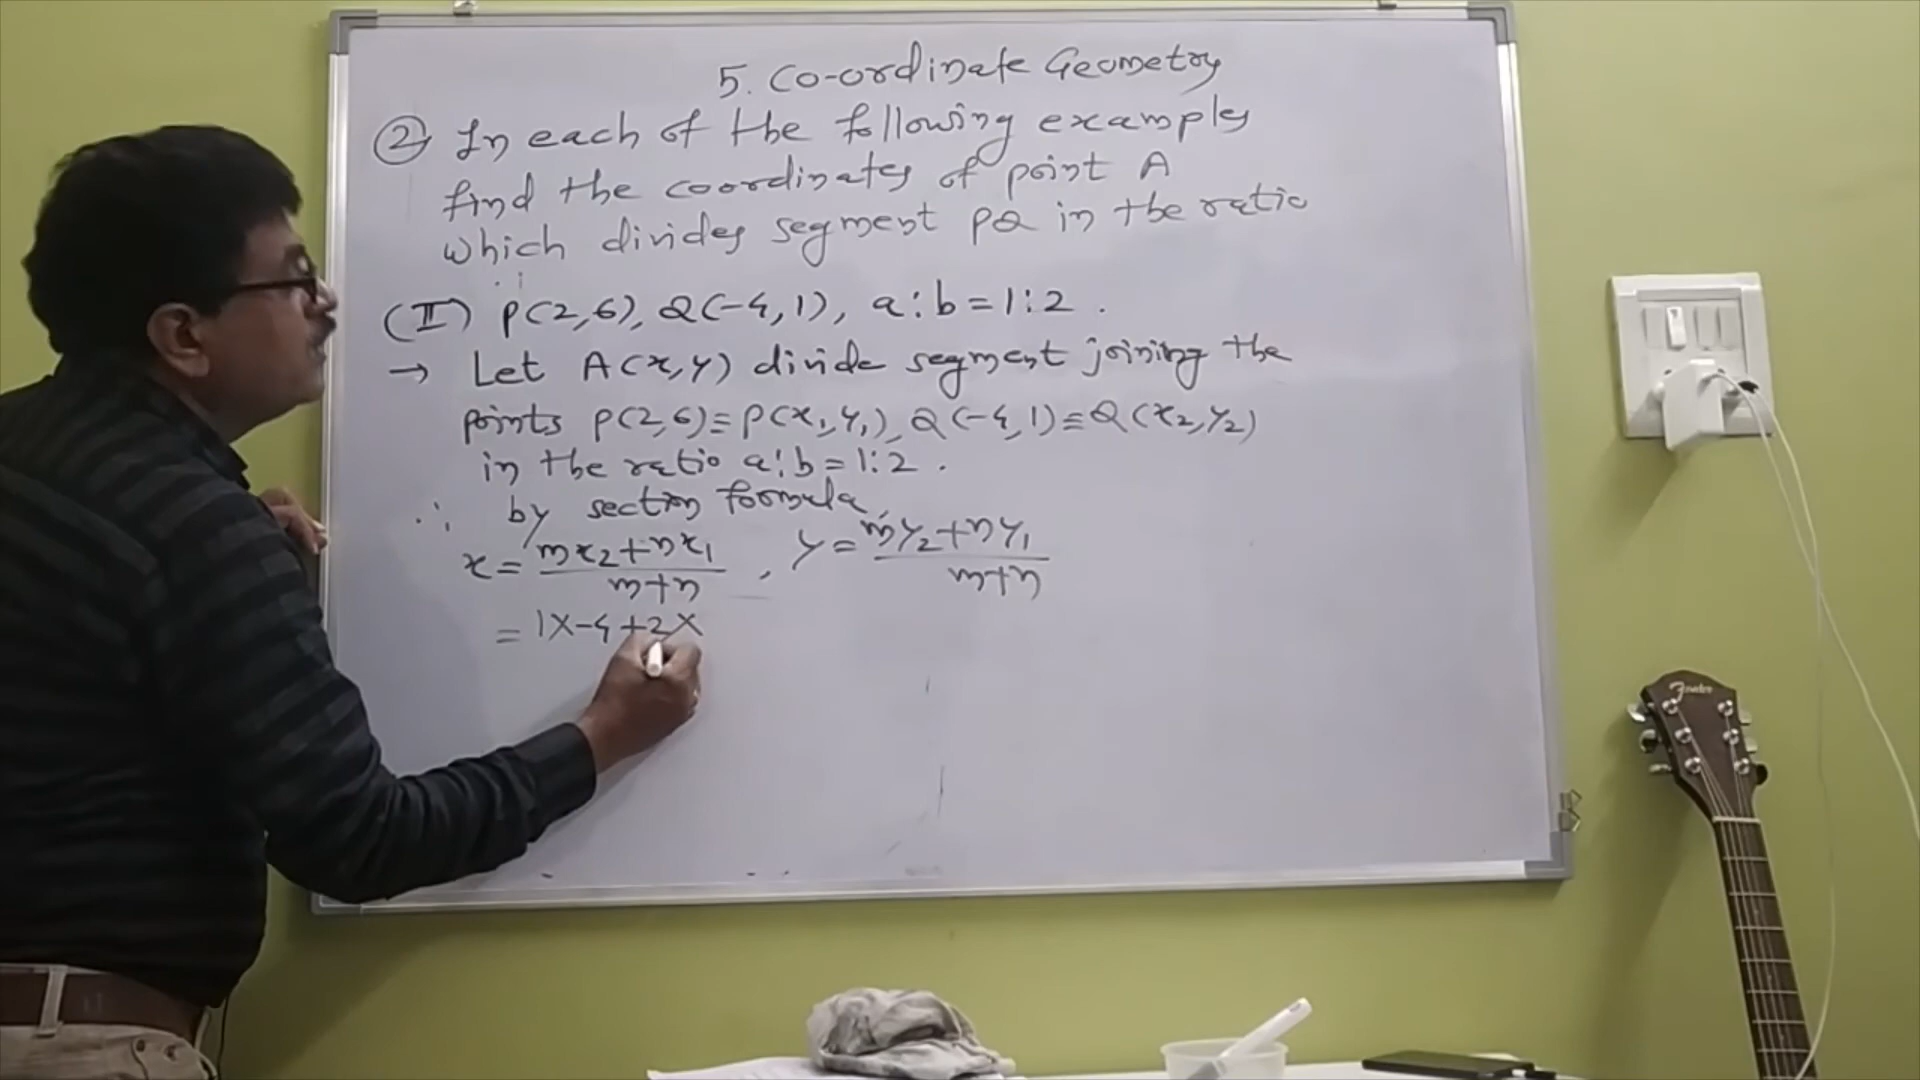 5. Co-ordinate Geometry
② In each of the following examples
find the coordinates of point A
which divides segment PQ in the ratio
(II) P(2,6), Q(-4,1), a:b=1:2.
→ Let A(x,y) divide segment joining the
points P(2,6)≡P(x₁,y₁), Q(-4,1)≡Q(x₂,y₂)
in the ratio a:b=1:2.
∴ by section formula,
x = mx₂+nx₁ / m+n , y = my₂+ny₁ / m+n
= 1X-4+2X
Fender